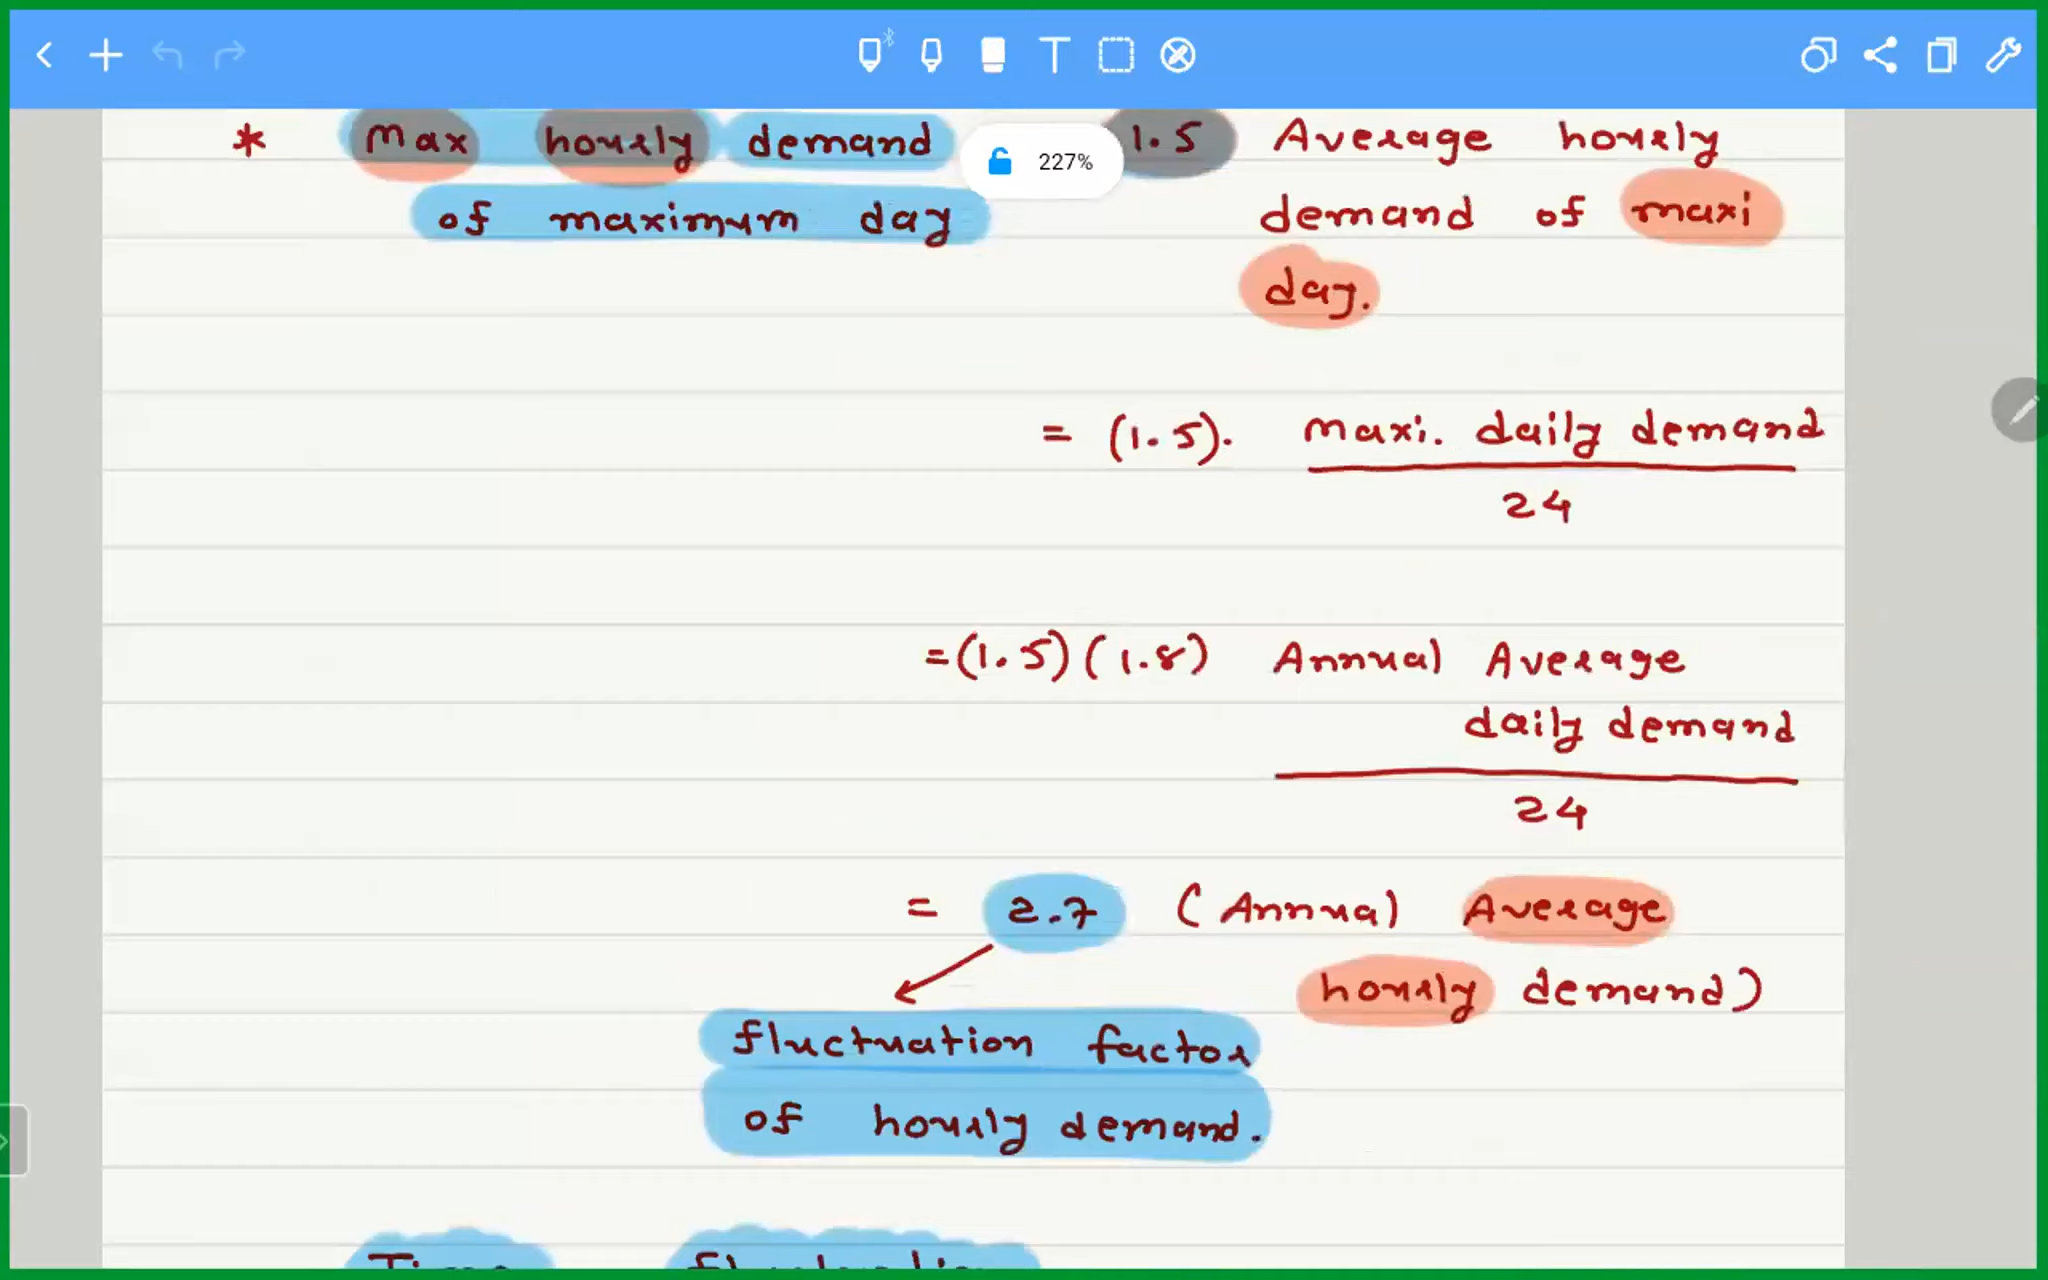 * Max hourly demand 1.5 Average hourly
227%
of maximum day demand of maxi
day.
= (1.5). maxi. daily demand
24
=(1.5)(1.8) Annual Average
daily demand
24
= 2.7 (Annual Average
hourly demand)
fluctuation factor
of hourly demand.